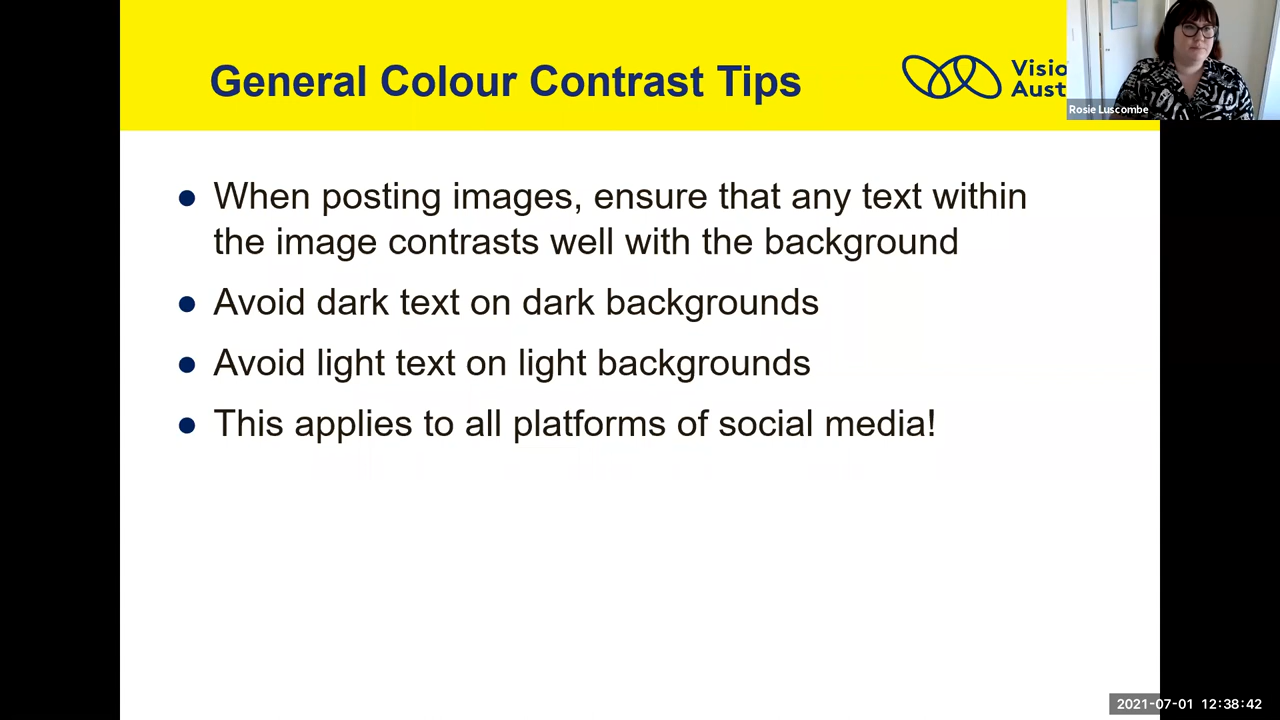 General Colour Contrast Tips
Visio
Aust
Rosie Luscombe
● When posting images, ensure that any text within
the image contrasts well with the background
● Avoid dark text on dark backgrounds
● Avoid light text on light backgrounds
● This applies to all platforms of social media!
2021-07-01 12:38:42